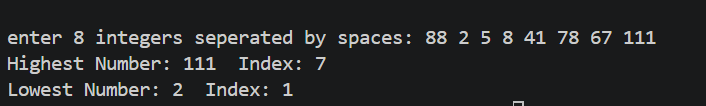 enter 8 integers seperated by spaces: 88 2 5 8 41 78 67 111
Highest Number: 111  Index: 7
Lowest Number: 2  Index: 1